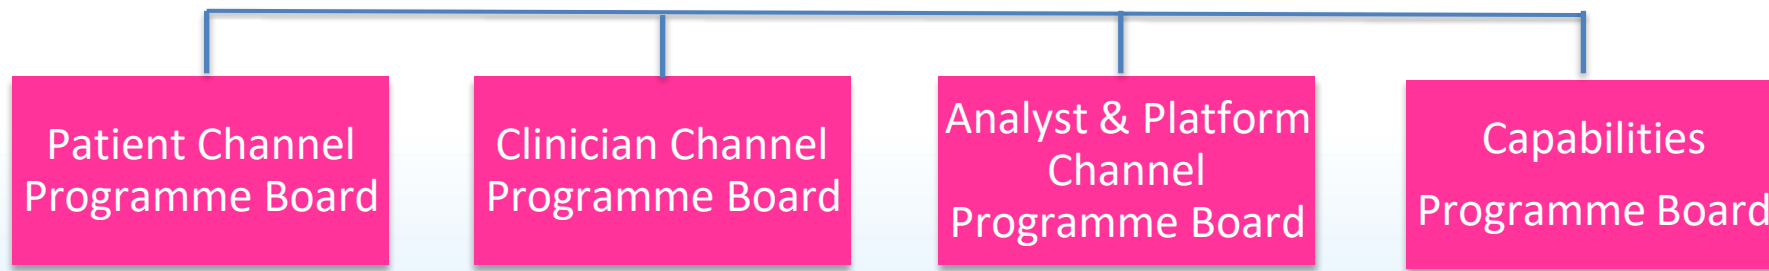 Patient Channel
Programme Board
Clinician Channel
Programme Board
Analyst & Platform
Channel
Programme Board
Capabilities
Programme Board